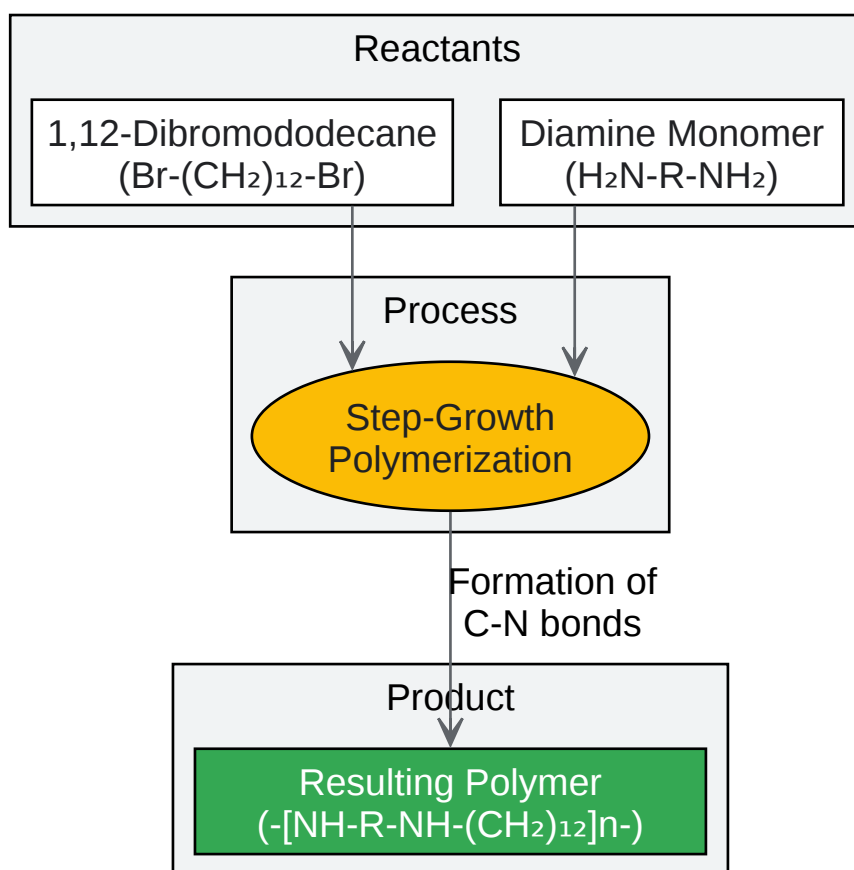 Reactants
1,12-Dibromododecane
(Br-(CH₂)₁₂-Br)
Diamine Monomer
(H₂N-R-NH₂)
Process
Step-Growth
Polymerization
Formation of
C-N bonds
Product
Resulting Polymer
(-[NH-R-NH-(CH₂)₁₂]n-)